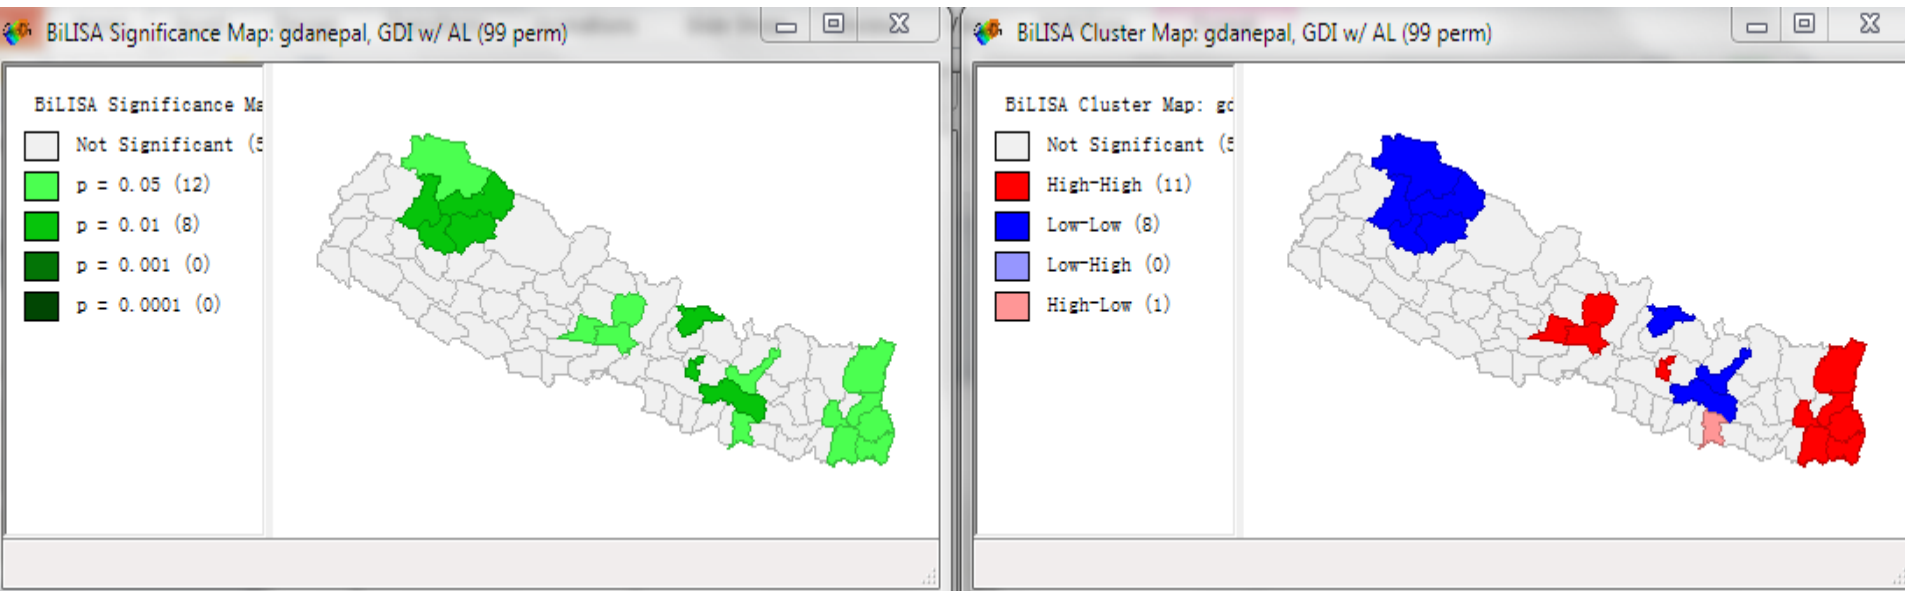 BiLISA Significance Map: gdanepal, GDI w/ AL (99 perm)
BiLISA Significance Ma
Not Significant (5
p = 0.05 (12)
p = 0.01 (8)
p = 0.001 (0)
p = 0.0001 (0)
BiLISA Cluster Map: gdanepal, GDI w/ AL (99 perm)
BiLISA Cluster Map: gd
Not Significant (5
High-High (11)
Low-Low (8)
Low-High (0)
High-Low (1)